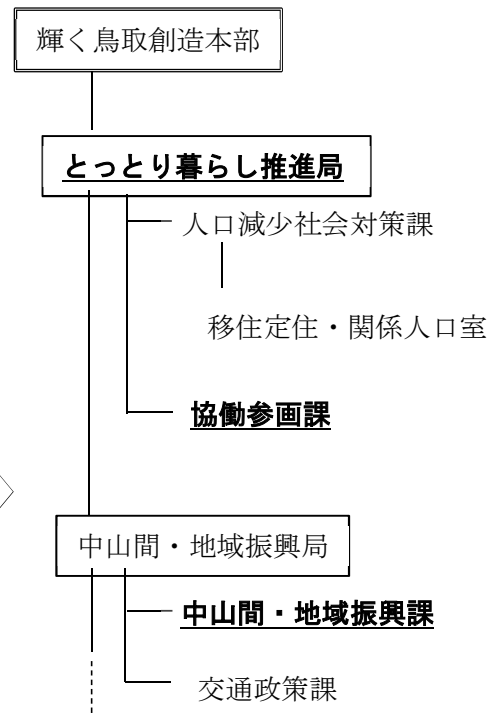 輝く鳥取創造本部
とっとり暮らし推進局
人口減少社会対策課
移住定住・関係人口室
協働参画課
中山間・地域振興局
中山間・地域振興課
交通政策課